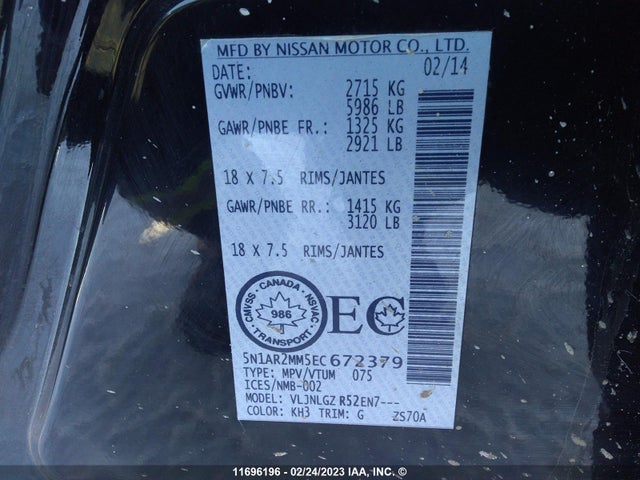 MFD BY NISSAN MOTOR CO., LTD.
DATE: 02/14
GVWR/PNBV: 2715 KG
5986 LB
GAWR/PNBE FR.: 1325 KG
2921 LB
18 X 7.5 RIMS/JANTES
GAWR/PNBE RR.: 1415 KG
3120 LB
18 X 7.5 RIMS/JANTES
CANADA
CMVSS NSVAC
986
TRANSPORT
EC
5N1AR2MM5EC672379
TYPE: MPV/VTUM 075
ICES/NMB-002
MODEL: VLJNLGZ R52EN7---
COLOR: KH3 TRIM: G ZS70A
11696196 - 02/24/2023 - IAA, Inc.